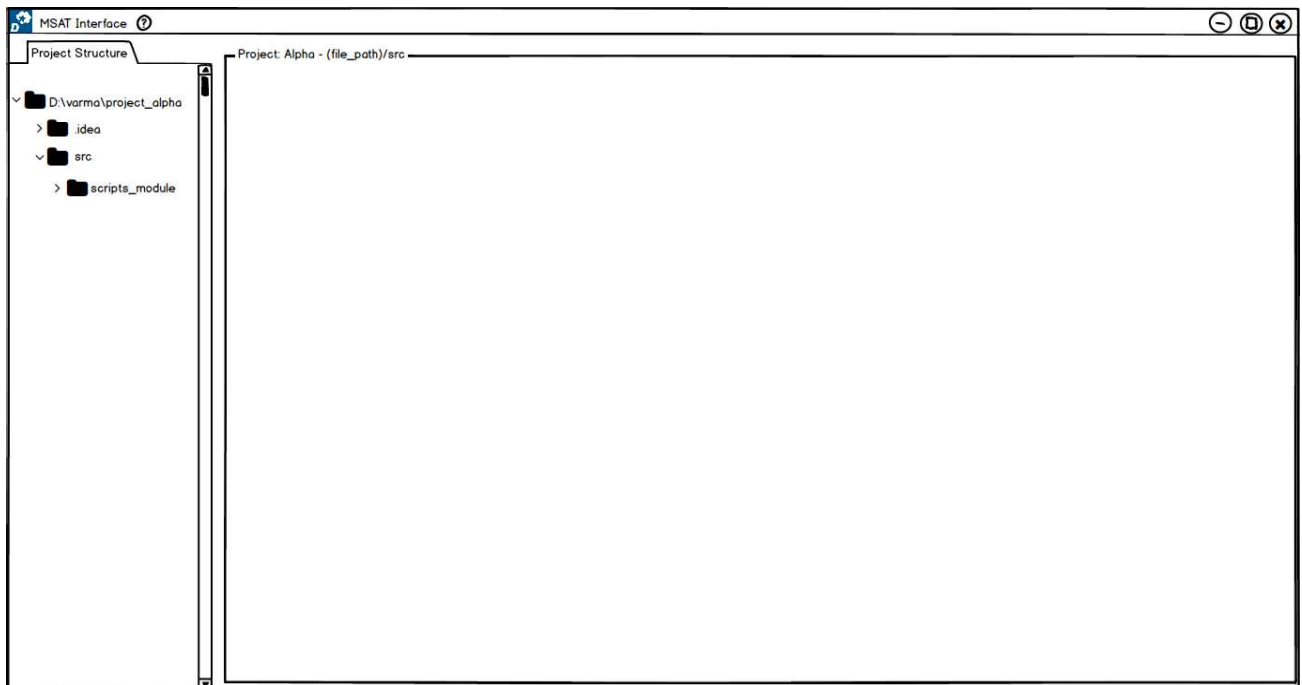 D
MSAT Interface ?
Project Structure
Project: Alpha - (file_path)/src
D:\varma\project_alpha
.idea
src
scripts_module